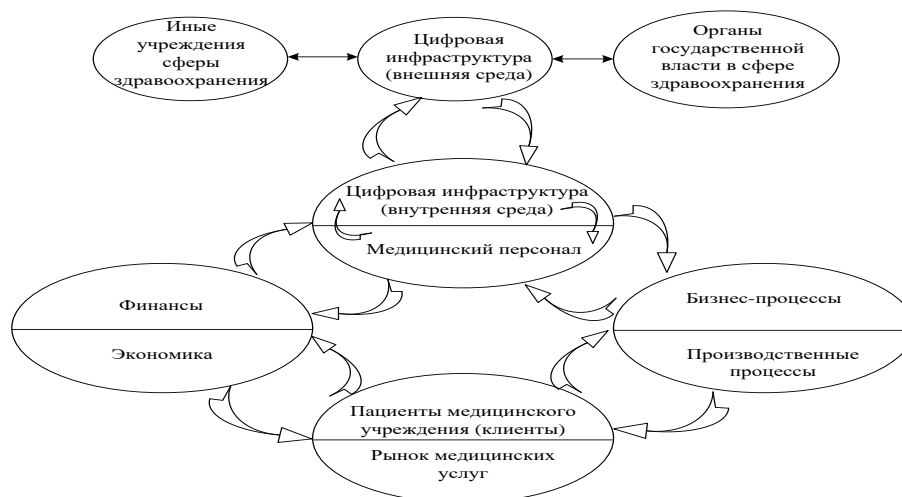 Иные
учреждения
сферы
здравоохранения
Цифровая
инфраструктура
(внешняя среда)
Органы
государственной
власти в сфере
здравоохранения
Цифровая инфраструктура
(внутренняя среда)
Медицинский персонал
Финансы
Экономика
Бизнес-процессы
Производственные
процессы
Пациенты медицинского
учреждения (клиенты)
Рынок медицинских
услуг